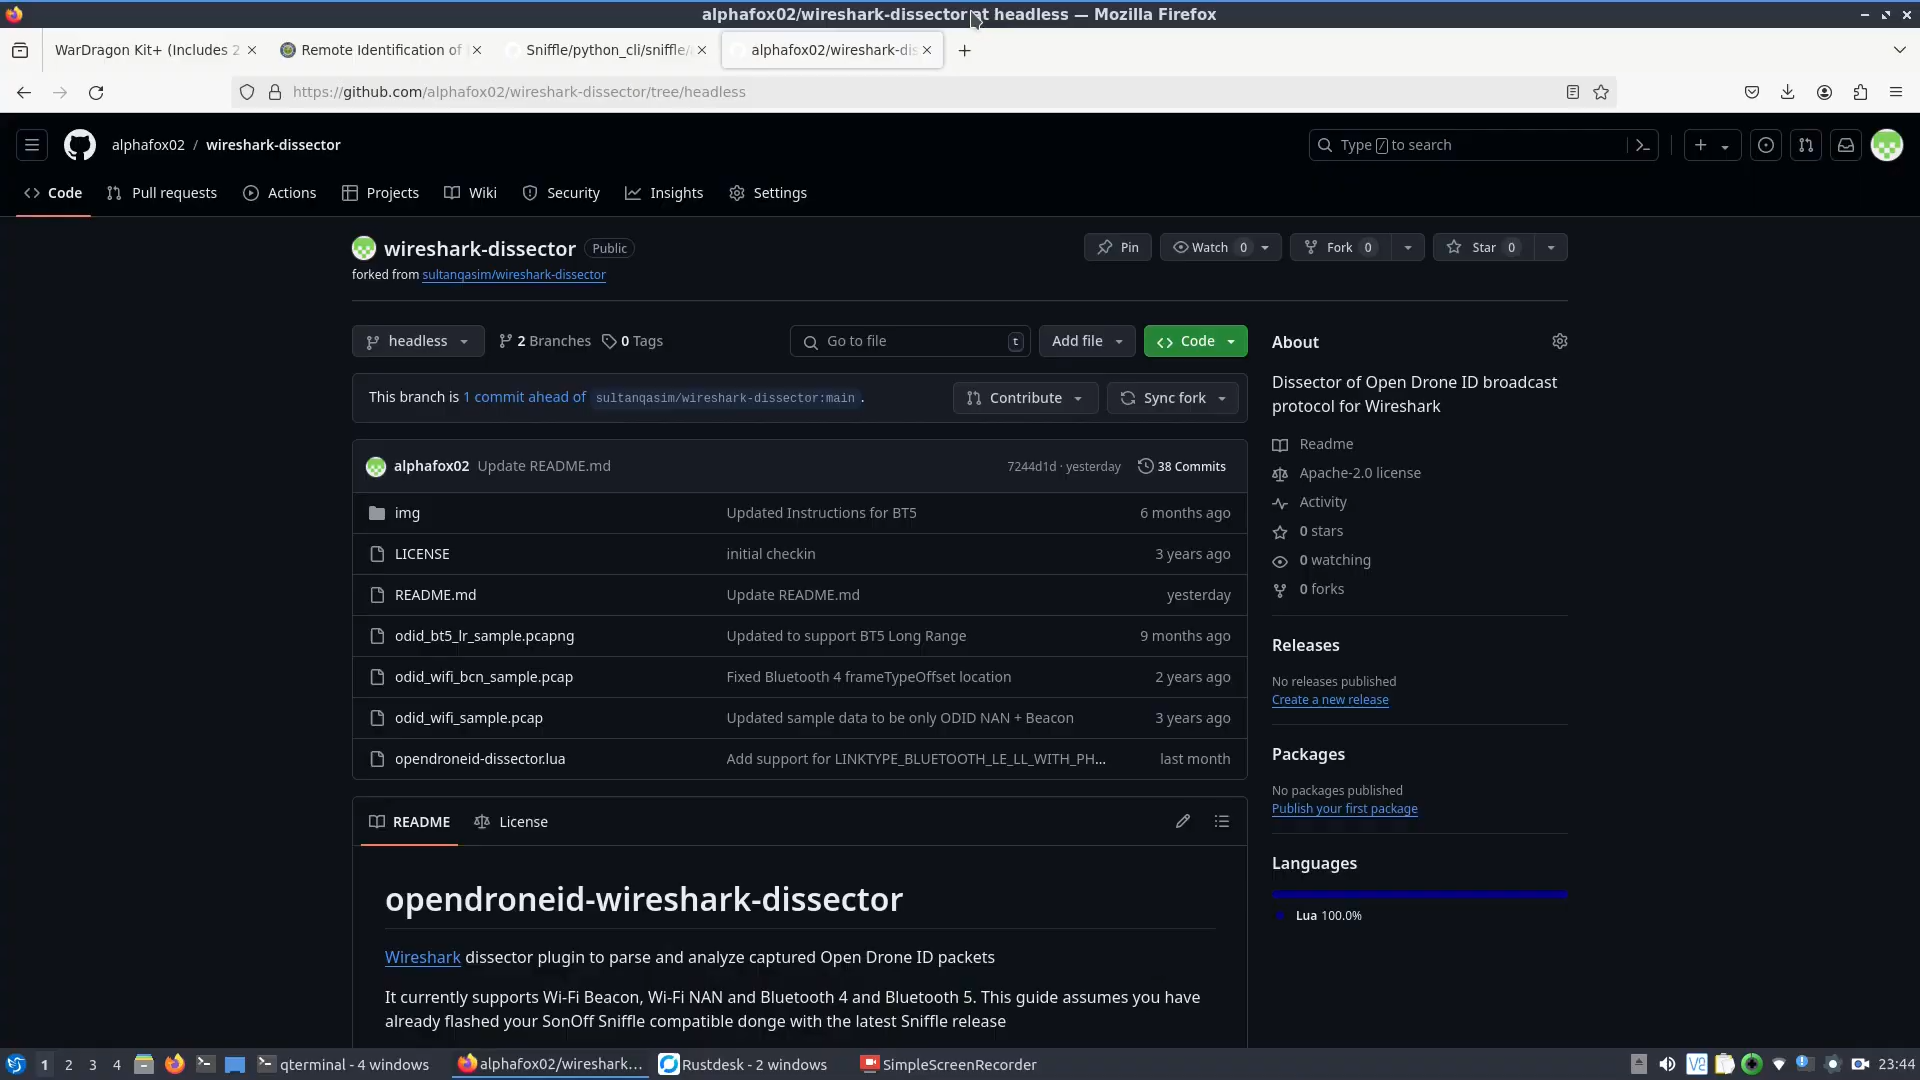 alphafox02/wireshark-dissector at headless — Mozilla Firefox
WarDragon Kit+ (Includes 2
Remote Identification of
Sniffle/python_cli/sniffle/
alphafox02/wireshark-dis
https://github.com/alphafox02/wireshark-dissector/tree/headless
alphafox02 / wireshark-dissector
Type / to search
Code
Pull requests
Actions
Projects
Wiki
Security
Insights
Settings
wireshark-dissector Public
forked from sultanqasim/wireshark-dissector
Pin
Watch 0
Fork 0
Star 0
headless
2 Branches
0 Tags
Go to file t
Add file
Code
This branch is 1 commit ahead of sultanqasim/wireshark-dissector:main .
Contribute
Sync fork
alphafox02 Update README.md 7244d1d · yesterday 38 Commits
img Updated Instructions for BT5 6 months ago
LICENSE initial checkin 3 years ago
README.md Update README.md yesterday
odid_bt5_lr_sample.pcapng Updated to support BT5 Long Range 9 months ago
odid_wifi_bcn_sample.pcap Fixed Bluetooth 4 frameTypeOffset location 2 years ago
odid_wifi_sample.pcap Updated sample data to be only ODID NAN + Beacon 3 years ago
opendroneid-dissector.lua Add support for LINKTYPE_BLUETOOTH_LE_LL_WITH_PH... last month
README
License
opendroneid-wireshark-dissector
Wireshark dissector plugin to parse and analyze captured Open Drone ID packets
It currently supports Wi-Fi Beacon, Wi-Fi NAN and Bluetooth 4 and Bluetooth 5. This guide assumes you have
already flashed your SonOff Sniffle compatible donge with the latest Sniffle release
About
Dissector of Open Drone ID broadcast
protocol for Wireshark
Readme
Apache-2.0 license
Activity
0 stars
0 watching
0 forks
Releases
No releases published
Create a new release
Packages
No packages published
Publish your first package
Languages
Lua 100.0%
1 2 3 4
qterminal - 4 windows
alphafox02/wireshark...
Rustdesk - 2 windows
SimpleScreenRecorder
23:44